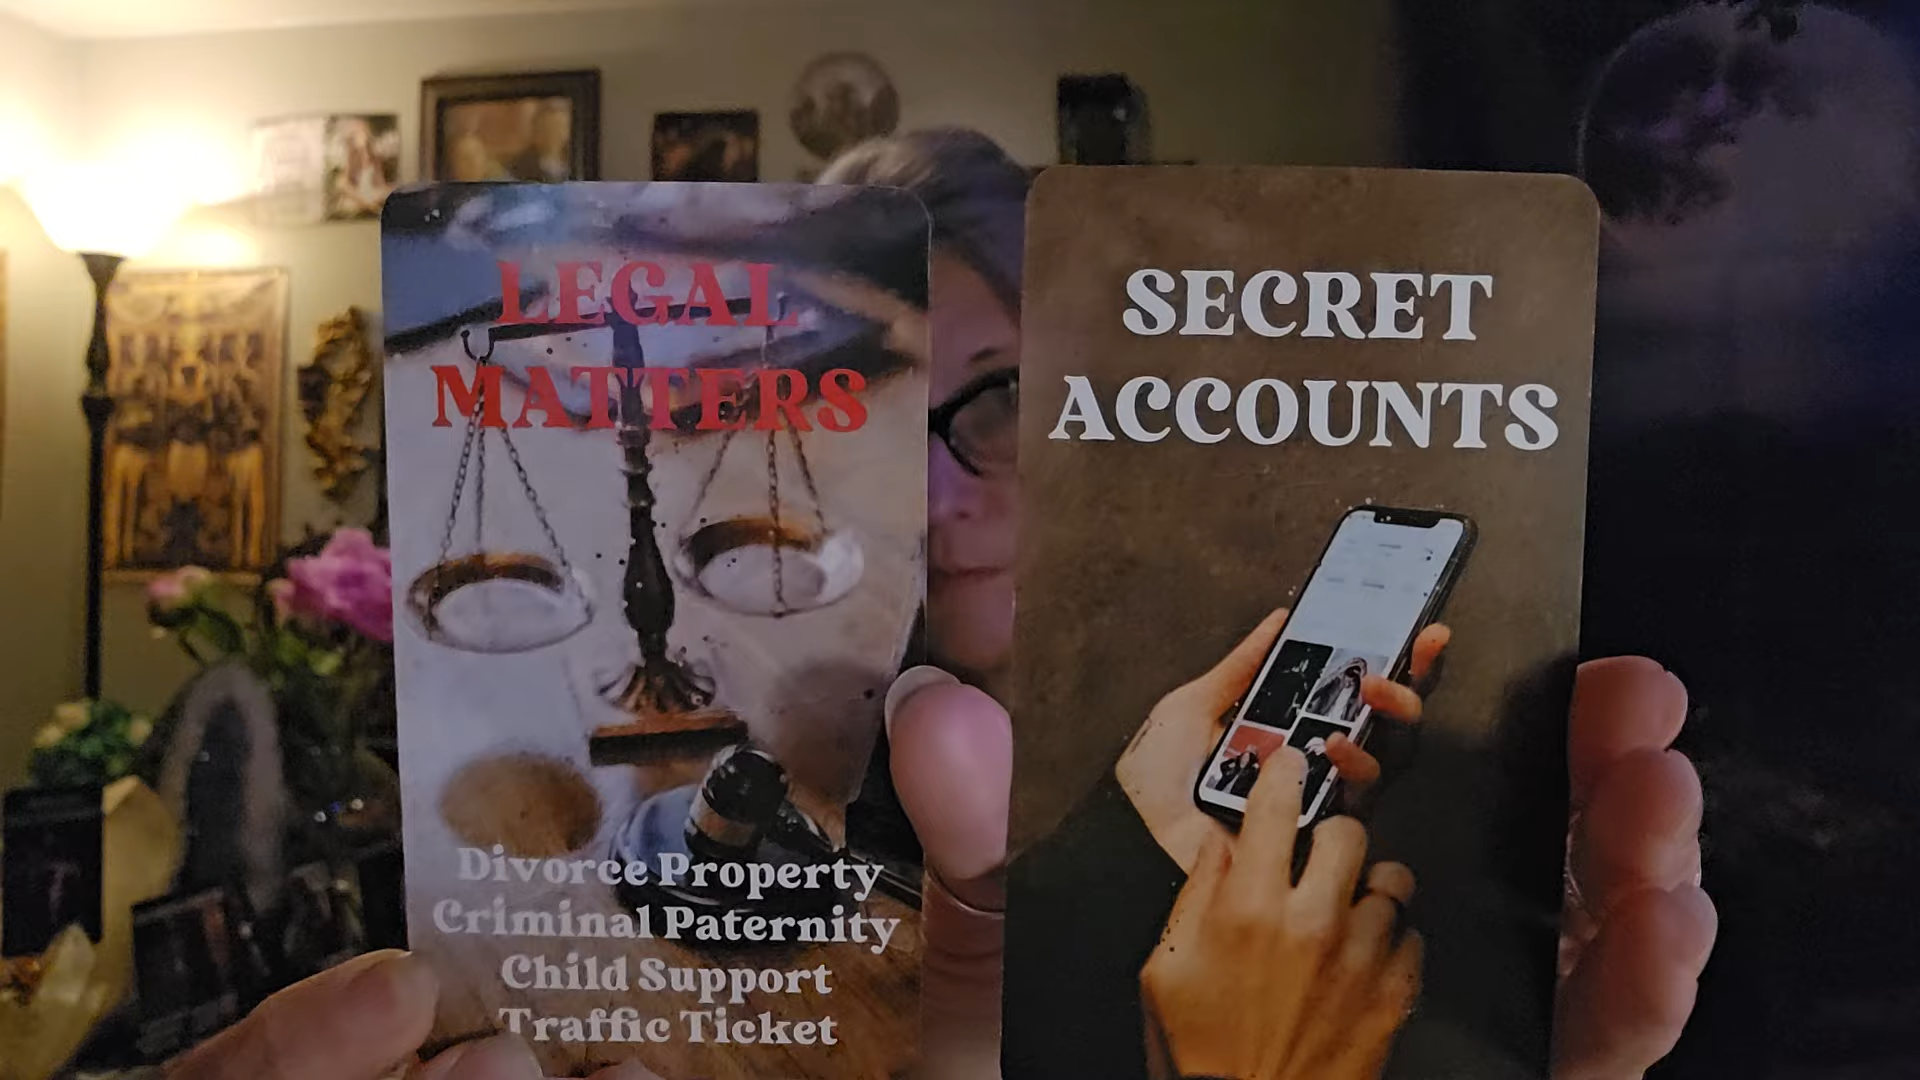 LEGAL
MATTERS
Divorce Property
Criminal Paternity
Child Support
Traffic Ticket
SECRET
ACCOUNTS